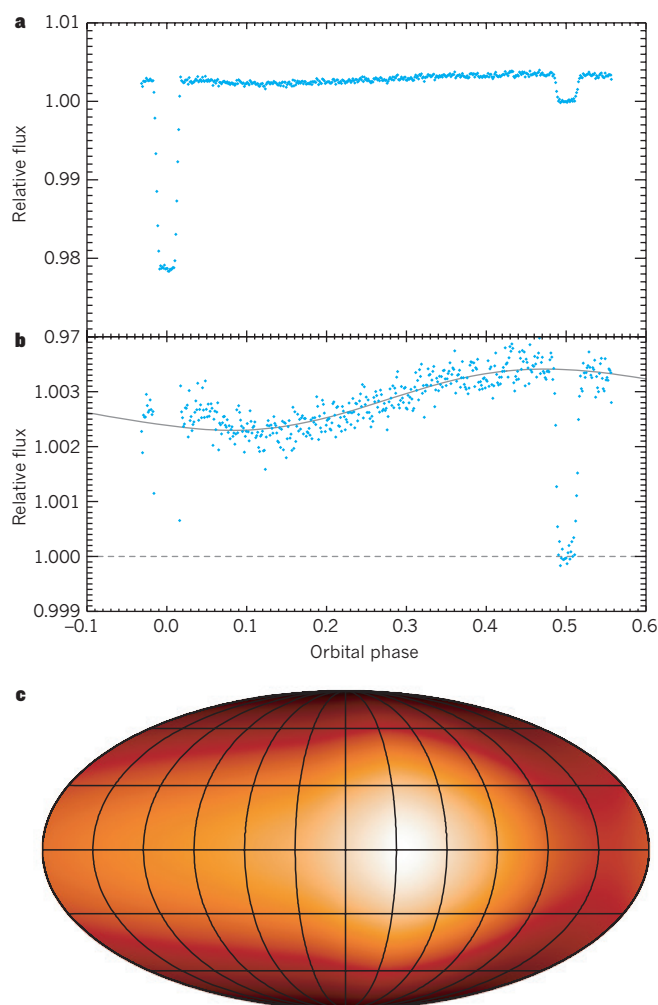 a
1.01
1.00
0.99
0.98
0.97
Relative flux
b
1.003
1.002
1.001
1.000
0.999
Relative flux
–0.1 0.0 0.1 0.2 0.3 0.4 0.5 0.6
Orbital phase
c